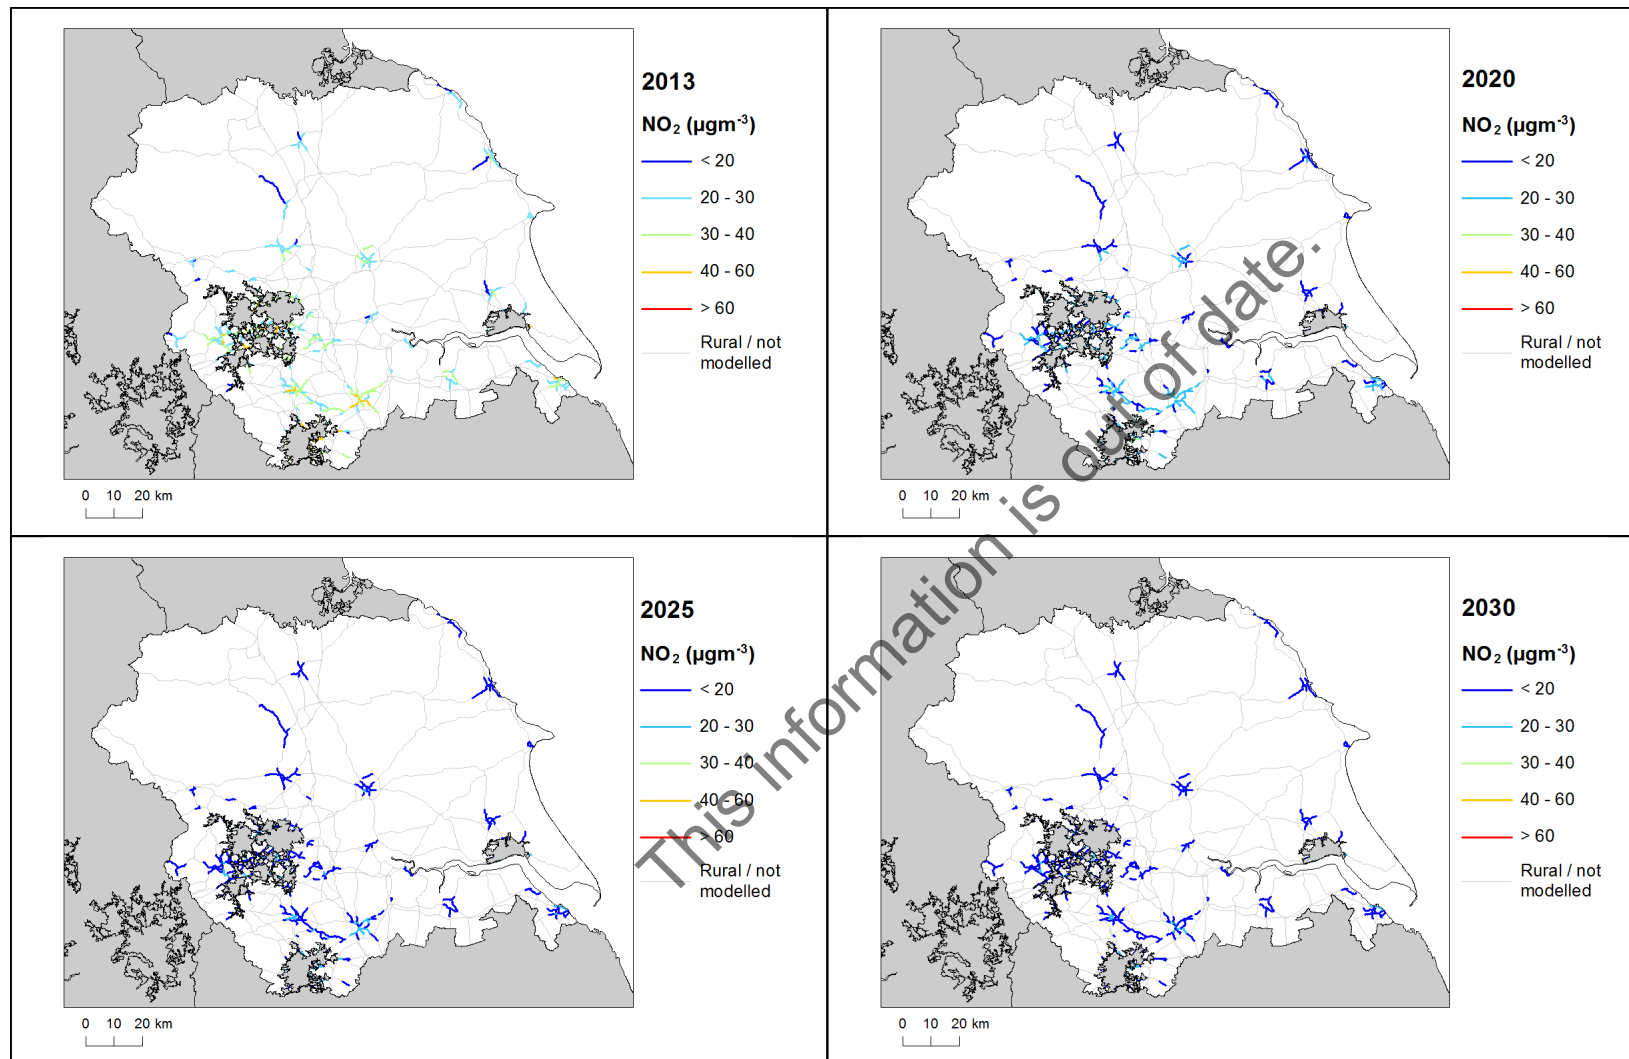 2013
NO₂ (µgm⁻³)
< 20
20 - 30
30 - 40
40 - 60
> 60
Rural / not
modelled
0 10 20 km
2020
NO₂ (µgm⁻³)
< 20
20 - 30
30 - 40
40 - 60
> 60
Rural / not
modelled
0 10 20 km
2025
NO₂ (µgm⁻³)
< 20
20 - 30
30 - 40
40 - 60
> 60
Rural / not
modelled
0 10 20 km
2030
NO₂ (µgm⁻³)
< 20
20 - 30
30 - 40
40 - 60
> 60
Rural / not
modelled
0 10 20 km
This information is out of date.